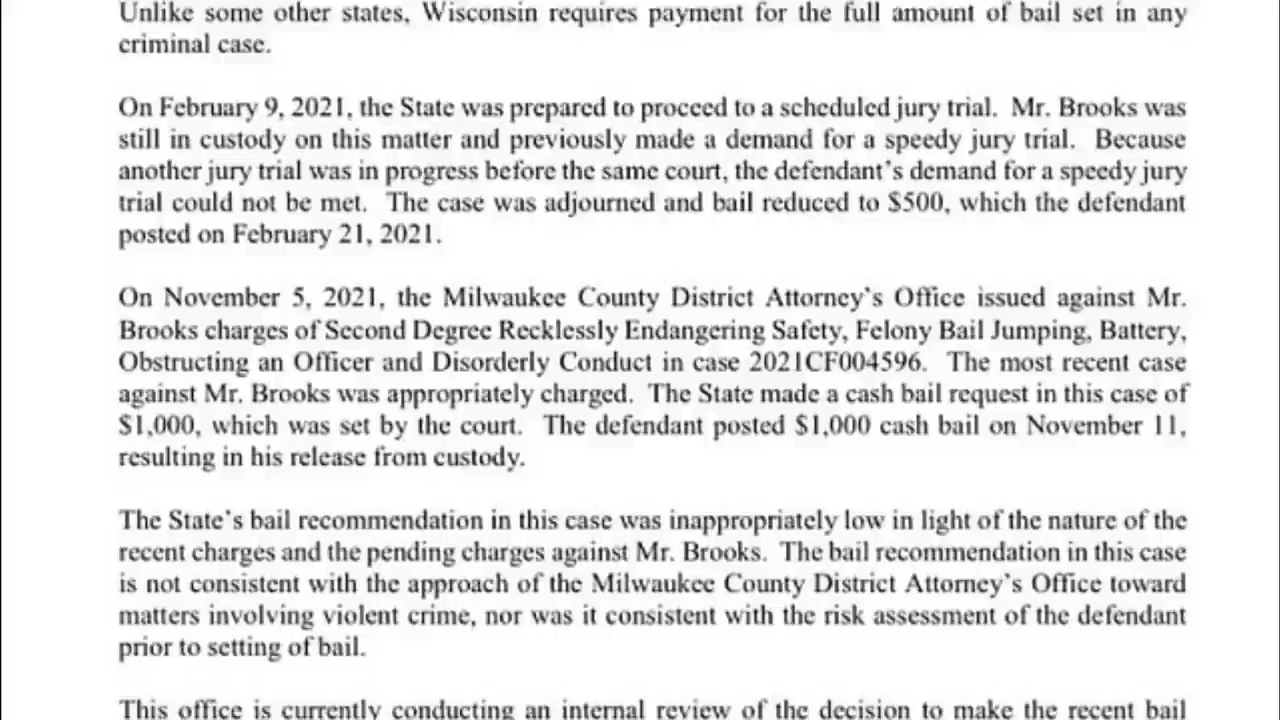 Unlike some other states, Wisconsin requires payment for the full amount of bail set in any
criminal case.
On February 9, 2021, the State was prepared to proceed to a scheduled jury trial. Mr. Brooks was
still in custody on this matter and previously made a demand for a speedy jury trial. Because
another jury trial was in progress before the same court, the defendant's demand for a speedy jury
trial could not be met. The case was adjourned and bail reduced to $500, which the defendant
posted on February 21, 2021.
On November 5, 2021, the Milwaukee County District Attorney's Office issued against Mr.
Brooks charges of Second Degree Recklessly Endangering Safety, Felony Bail Jumping, Battery,
Obstructing an Officer and Disorderly Conduct in case 2021CF004596. The most recent case
against Mr. Brooks was appropriately charged. The State made a cash bail request in this case of
$1,000, which was set by the court. The defendant posted $1,000 cash bail on November 11,
resulting in his release from custody.
The State's bail recommendation in this case was inappropriately low in light of the nature of the
recent charges and the pending charges against Mr. Brooks. The bail recommendation in this case
is not consistent with the approach of the Milwaukee County District Attorney's Office toward
matters involving violent crime, nor was it consistent with the risk assessment of the defendant
prior to setting of bail.
This office is currently conducting an internal review of the decision to make the recent bail